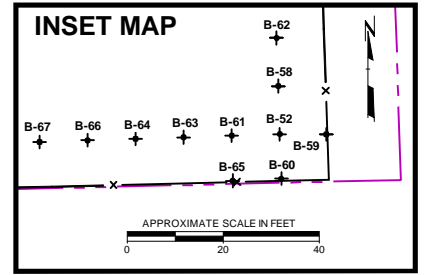 INSET MAP
B-62
N
B-58
B-67 B-66 B-64 B-63 B-61 B-52
B-59
B-65 B-60
APPROXIMATE SCALE IN FEET
0 20 40